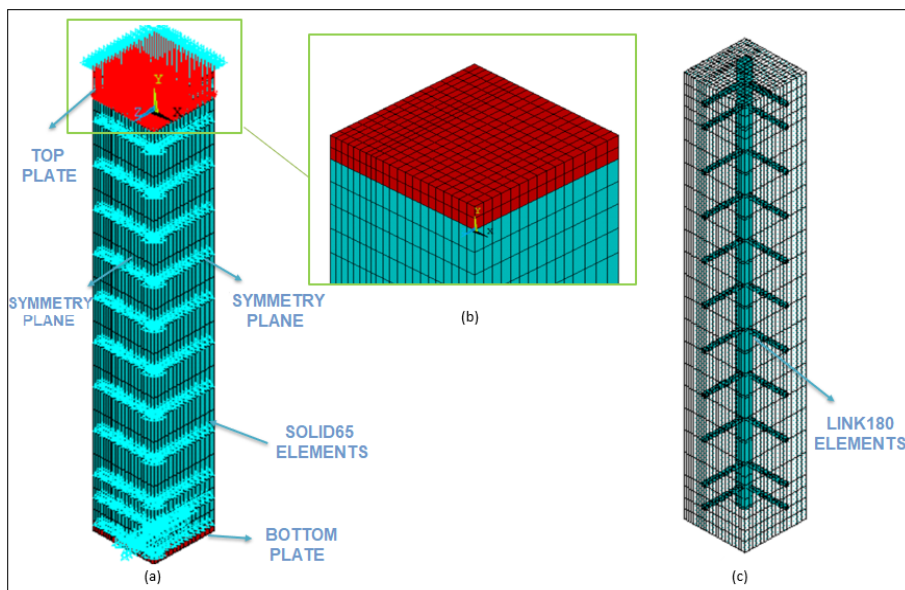 Y
Z
X
TOP
PLATE
SYMMETRY
PLANE
SYMMETRY
PLANE
SOLID65
ELEMENTS
BOTTOM
PLATE
(a)
Y
X
(b)
LINK180
ELEMENTS
(c)